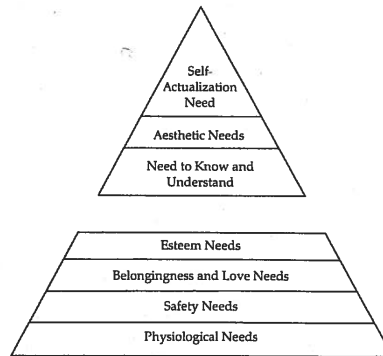 Self-
Actualization
Need
Aesthetic Needs
Need to Know and
Understand
Esteem Needs
Belongingness and Love Needs
Safety Needs
Physiological Needs